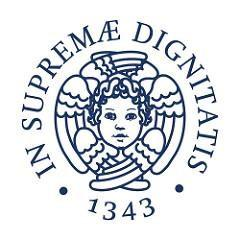 IN SUPREMÆ DIGNITATIS
• 1343 •